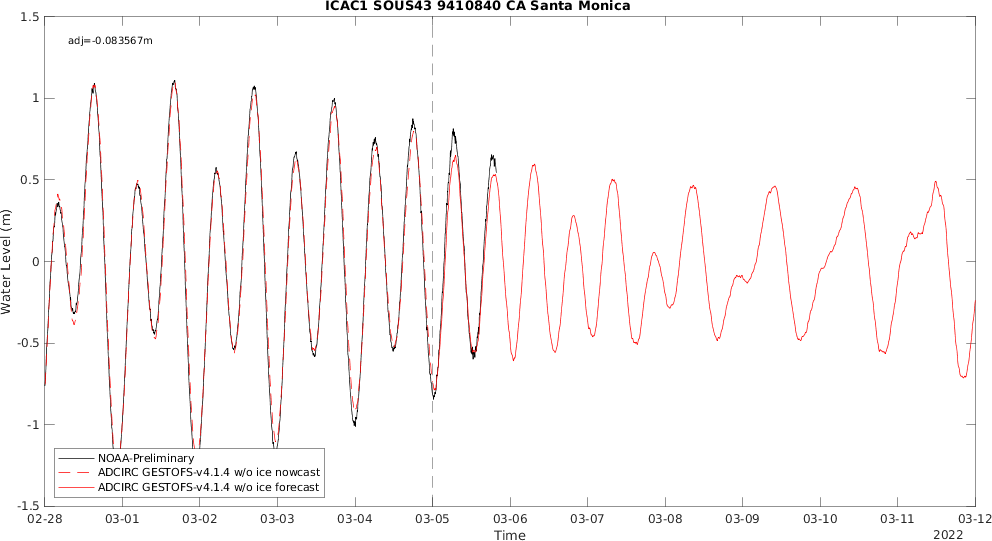 ICAC1 SOUS43 9410840 CA Santa Monica
adj=-0.083567m
1.5
1
0.5
0
-0.5
-1
-1.5
Water Level (m)
NOAA-Preliminary
ADCIRC GESTOFS-v4.1.4 w/o ice nowcast
ADCIRC GESTOFS-v4.1.4 w/o ice forecast
02-28 03-01 03-02 03-03 03-04 03-05 03-06 03-07 03-08 03-09 03-10 03-11 03-12
Time
2022